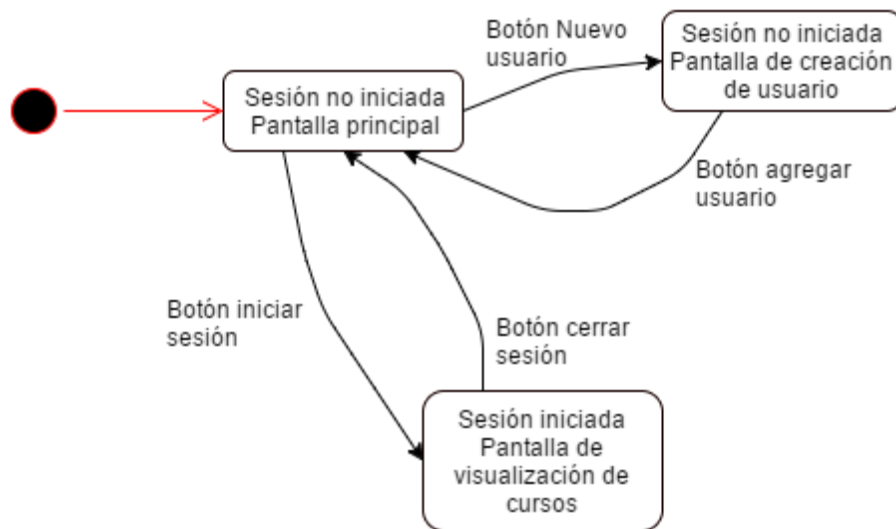 Botón Nuevo
usuario
Sesión no iniciada
Pantalla de creación
de usuario
Sesión no iniciada
Pantalla principal
Botón agregar
usuario
Botón iniciar
sesión
Botón cerrar
sesión
Sesión iniciada
Pantalla de
visualización de
cursos